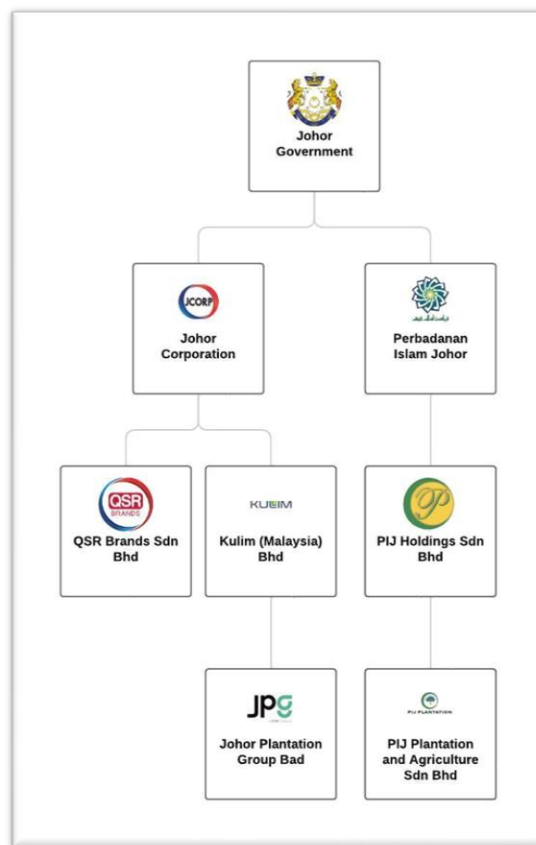 Johor
Government
JCORP
Johor
Corporation
Perbadanan
Islam Johor
QSR
BRANDS
QSR Brands Sdn
Bhd
KULIM
Kulim (Malaysia)
Bhd
P
PIJ Holdings Sdn
Bhd
JPG
Johor Plantation
Group Bad
PIJ PLANTATION
PIJ Plantation
and Agriculture
Sdn Bhd